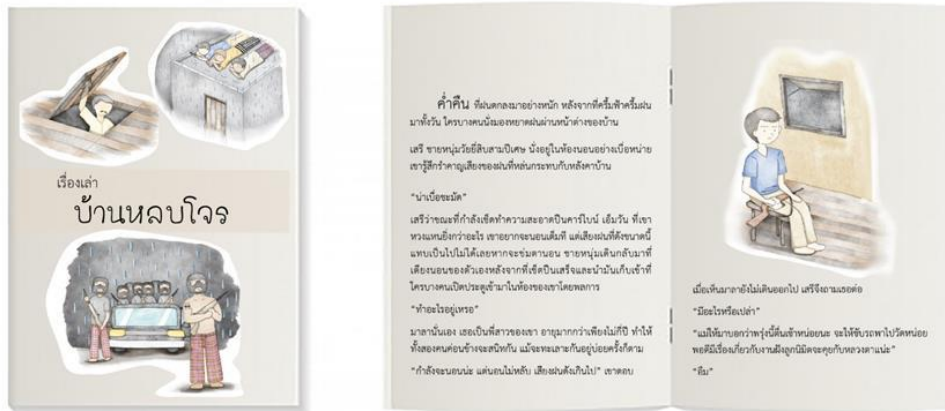 เรื่องเล่า
บ้านหลบโจร
ค่ำคืน ที่ฝนตกลงมาอย่างหนัก หลังจากที่ครึ้มฟ้าครึ้มฝน
มาทั้งวัน ใครบางคนนั่งมองหยาดฝนผ่านหน้าต่างของบ้าน
เสรี ชายหนุ่มวัยยี่สิบสามปีเศษ นั่งอยู่ในห้องนอนอย่างเบื่อหน่าย
เขารู้สึกรำคาญเสียงของฝนที่หล่นกระทบกับหลังคาบ้าน
“น่าเบื่อชะมัด”
เสรีว่าขณะที่กำลังเช็ดทำความสะอาดปืนคาร์ไบน์ เอ็มวัน ที่เขา
หวงแหนยิ่งกว่าอะไร เขาอยากจะนอนเต็มที แต่เสียงฝนที่ดังขนาดนี้
แทบเป็นไปไม่ได้เลยหากจะข่มตานอน ชายหนุ่มเดินกลับมาที่
เตียงนอนของตัวเองหลังจากที่เช็ดปืนเสร็จและนำมันเก็บเข้าที่
ใครบางคนเปิดประตูเข้ามาในห้องของเขาโดยพลการ
“ทำอะไรอยู่เหรอ”
มาลานั่นเอง เธอเป็นพี่สาวของเขา อายุมากกว่าเพียงไม่กี่ปี ทำให้
ทั้งสองคนค่อนข้างจะสนิทกัน แม้จะทะเลาะกันอยู่บ่อยครั้งก็ตาม
“กำลังจะนอนน่ะ แต่นอนไม่หลับ เสียงฝนดังเกินไป” เขาตอบ
เมื่อเห็นมาลายังไม่เดินออกไป เสรีจึงถามเธอต่อ
“มีอะไรหรือเปล่า”
“แม่ให้มาบอกว่าพรุ่งนี้ตื่นเช้าหน่อยนะ จะให้ขับรถพาไปวัดหน่อย
พอดีมีเรื่องเกี่ยวกับงานฝังลูกนิมิตจะคุยกับหลวงตาแน่ะ”
“อืม”